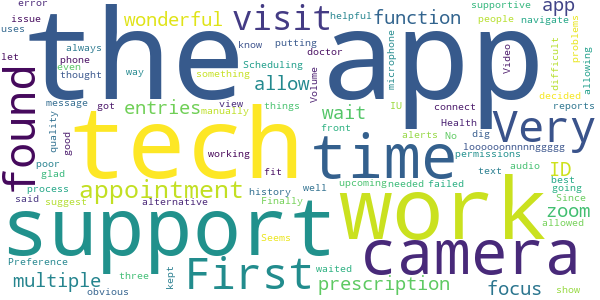 error
issue
uses
wonderful
visit
helpful
function
supportive
people
navigate
app
let
always
even
phone
thought
the app
know
putting
doctor
way
something
Scheduling
allow
Volume
microphone
Video
difficult
problems
allowing
decided
found
message
quality
good
entries
got
view
manually
things
tech
wait
front
IU
connect
Health
alerts
No
dig
reports
Very
working
fit
time
loooooonnnnnggggg
permissions
text
audio
ID
poor
glad
process
said
suggest
appointment
alternative
history
Finally
well
upcoming
needed
failed
best
going
Since
allowed
zoom
support
Seems
work
camera
Preference
multiple
obvious
three
kept
First
waited
prescription
focus
show